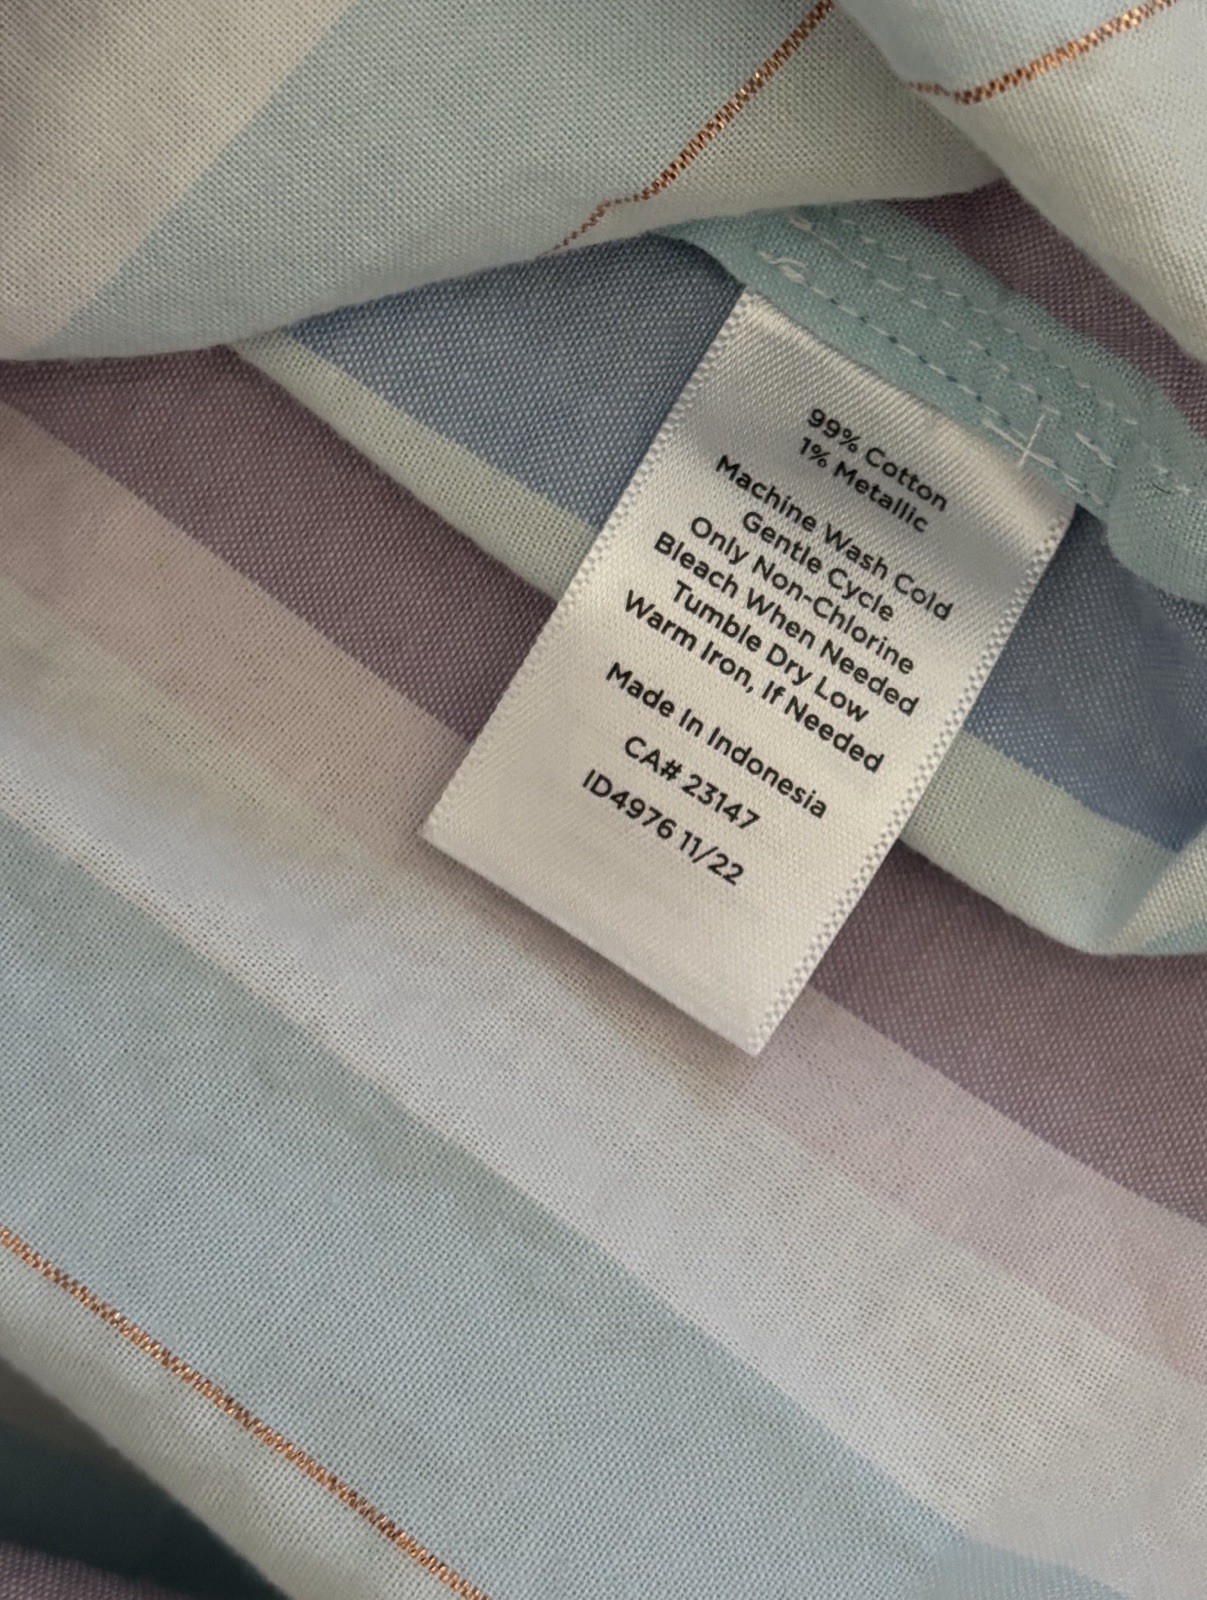 99% Cotton
1% Metallic
Machine Wash Cold
Gentle Cycle
Only Non-Chlorine
Bleach When Needed
Tumble Dry Low
Warm Iron, If Needed
Made In Indonesia
CA# 23147
ID4976 11/22